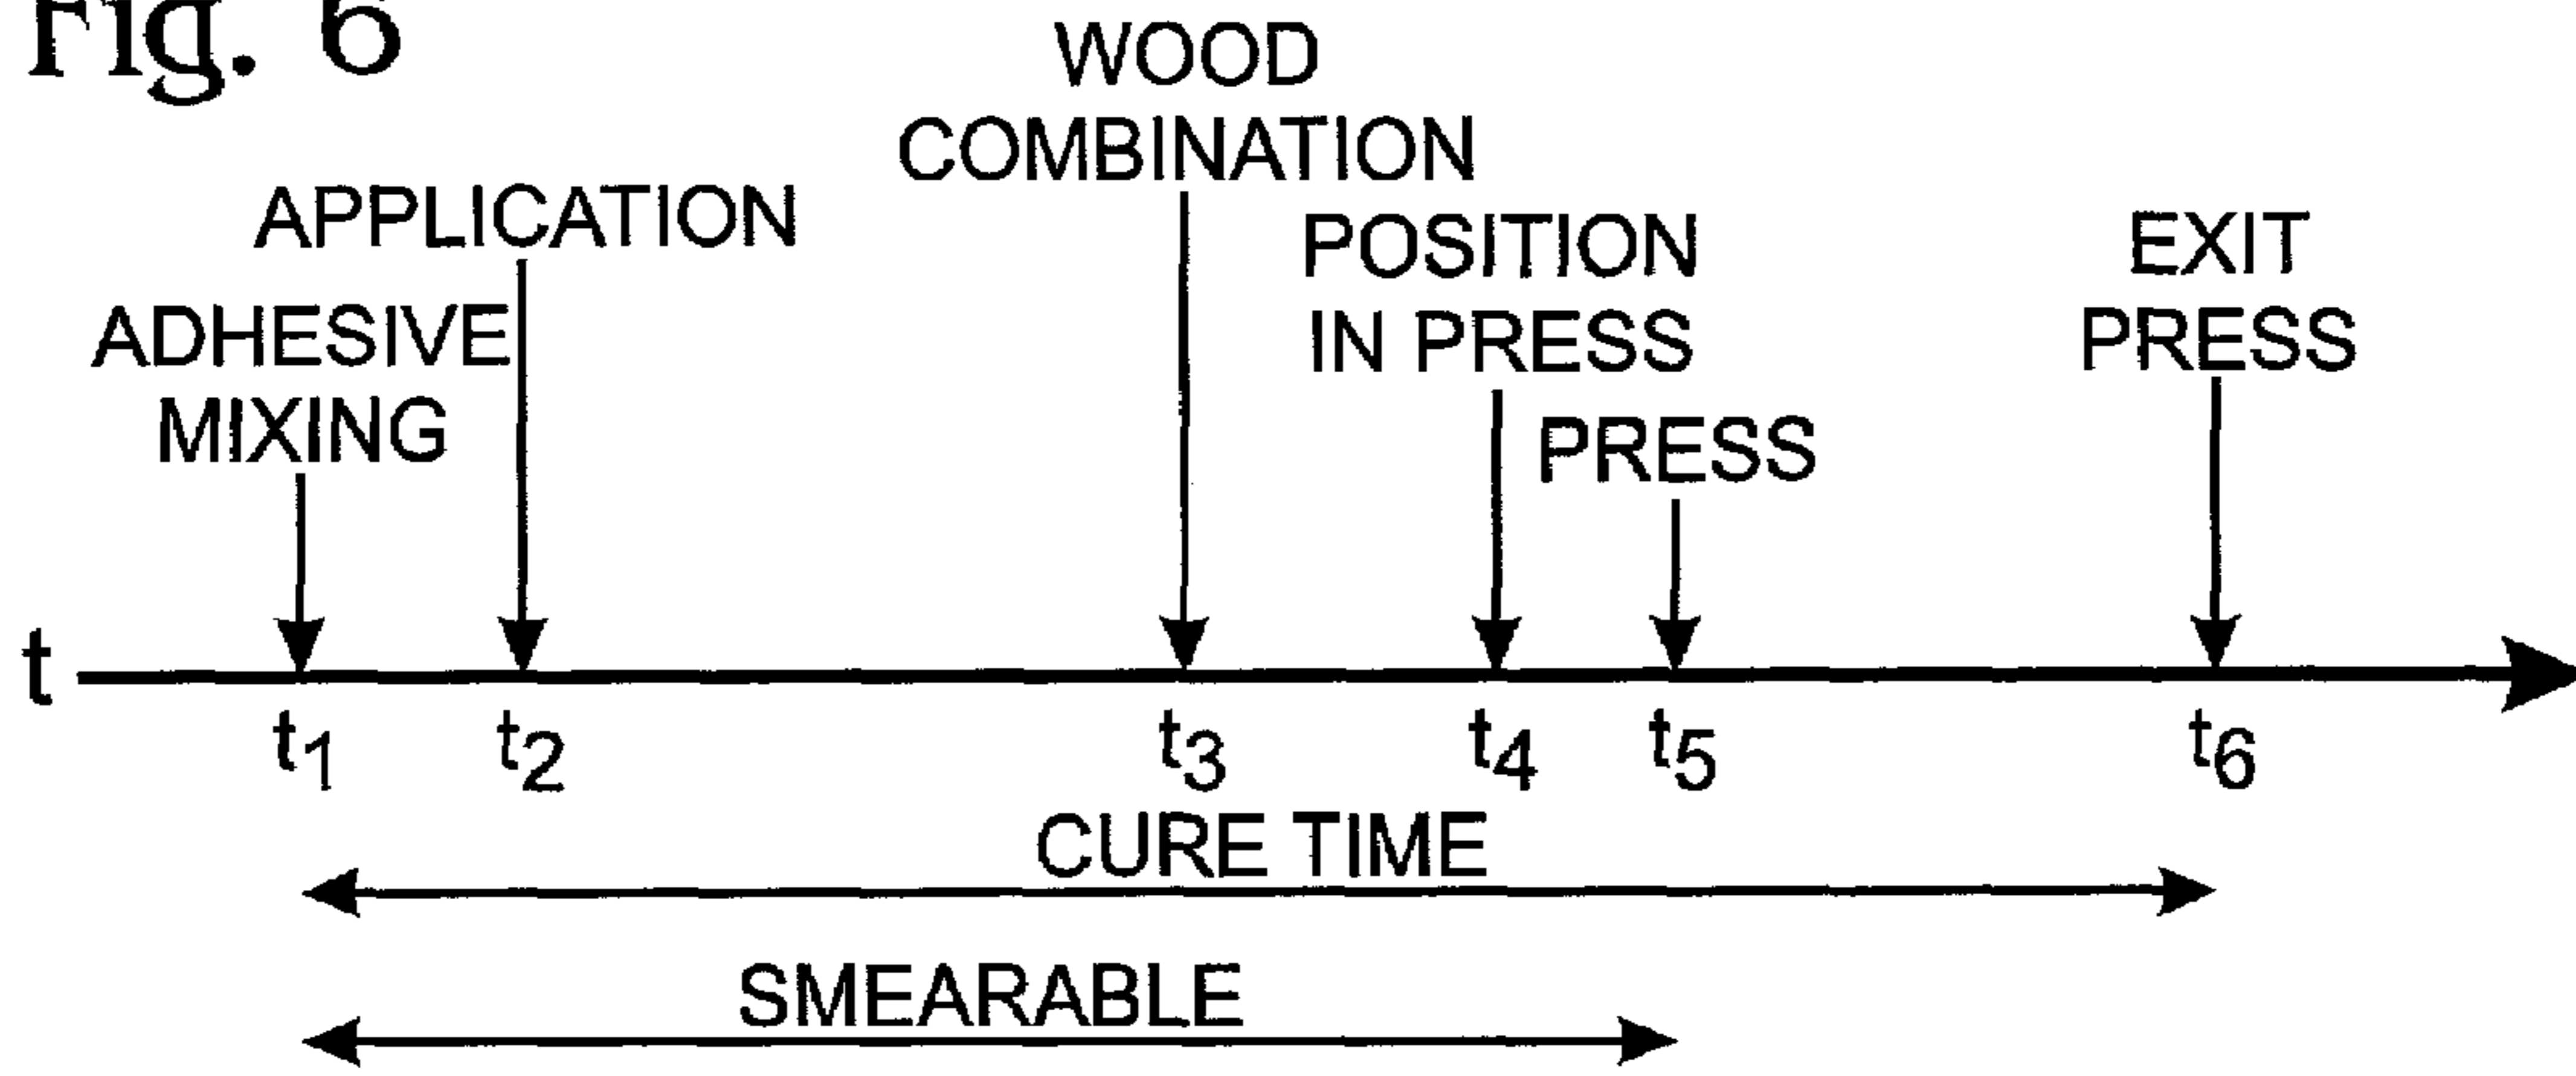 Fig. 6
WOOD
COMBINATION
APPLICATION
POSITION
IN PRESS
EXIT
PRESS
ADHESIVE
MIXING
PRESS
t
t1
t2
t3
t4
t5
t6
CURE TIME
SMEARABLE